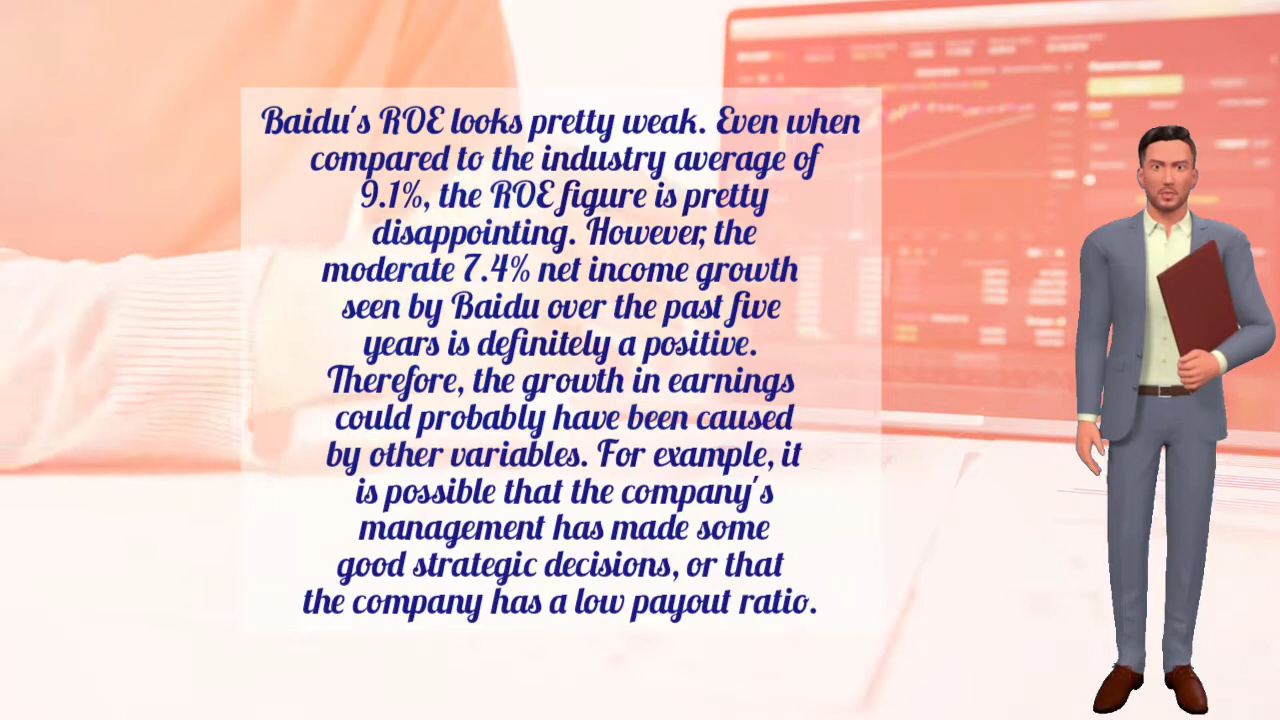 Baidu's ROE looks pretty weak. Even when
compared to the industry average of
9.1%, the ROE figure is pretty
disappointing. However, the
moderate 7.4% net income growth
seen by Baidu over the past five
years is definitely a positive.
Therefore, the growth in earnings
could probably have been caused
by other variables. For example, it
is possible that the company's
management has made some
good strategic decisions, or that
the company has a low payout ratio.